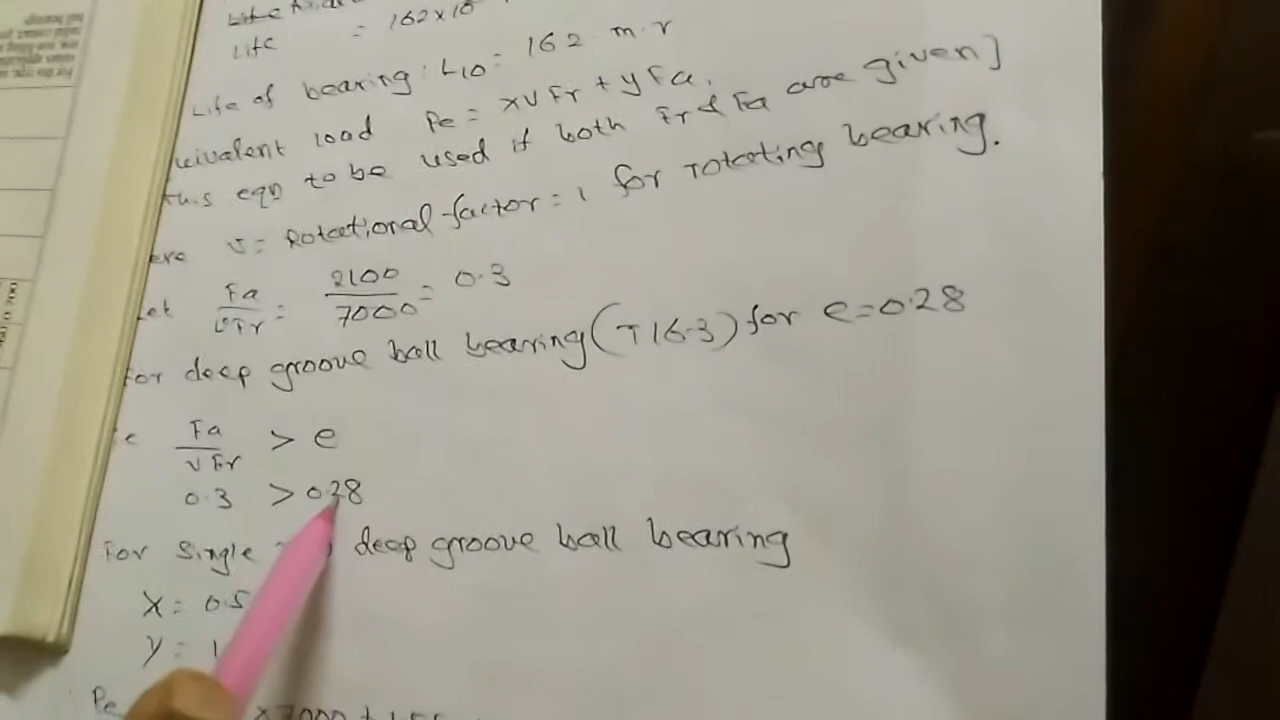 Life = 162x10
Life of bearing : L10 = 162 m.r
load Pe = XVFr + YFa.
this eqn to be used if both Fr & Fa are given]
V = Rotational factor = 1 for rotating bearing.
Fa/VFr = 2100/7000 = 0.3
For deep groove ball bearing (T16.3) for e=0.28
Fa/VFr > e
0.3 > 0.28
For single deep groove ball bearing
X = 0.5
Y = 1
Pe x7000 +